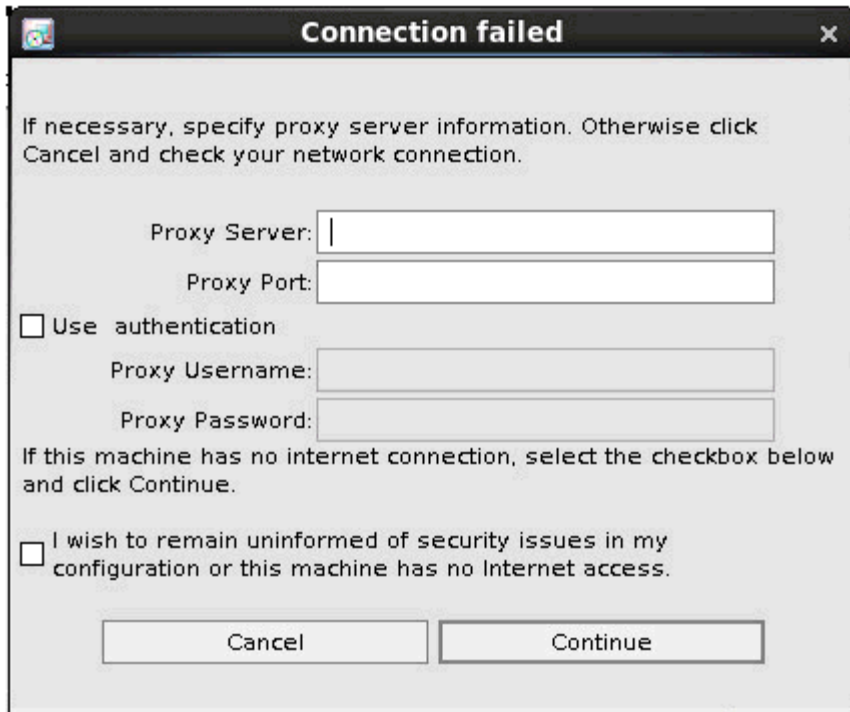 Connection failed
If necessary, specify proxy server information. Otherwise click
Cancel and check your network connection.
Proxy Server:
Proxy Port:
Use authentication
Proxy Username:
Proxy Password:
If this machine has no internet connection, select the checkbox below
and click Continue.
I wish to remain uninformed of security issues in my
configuration or this machine has no Internet access.
Cancel
Continue